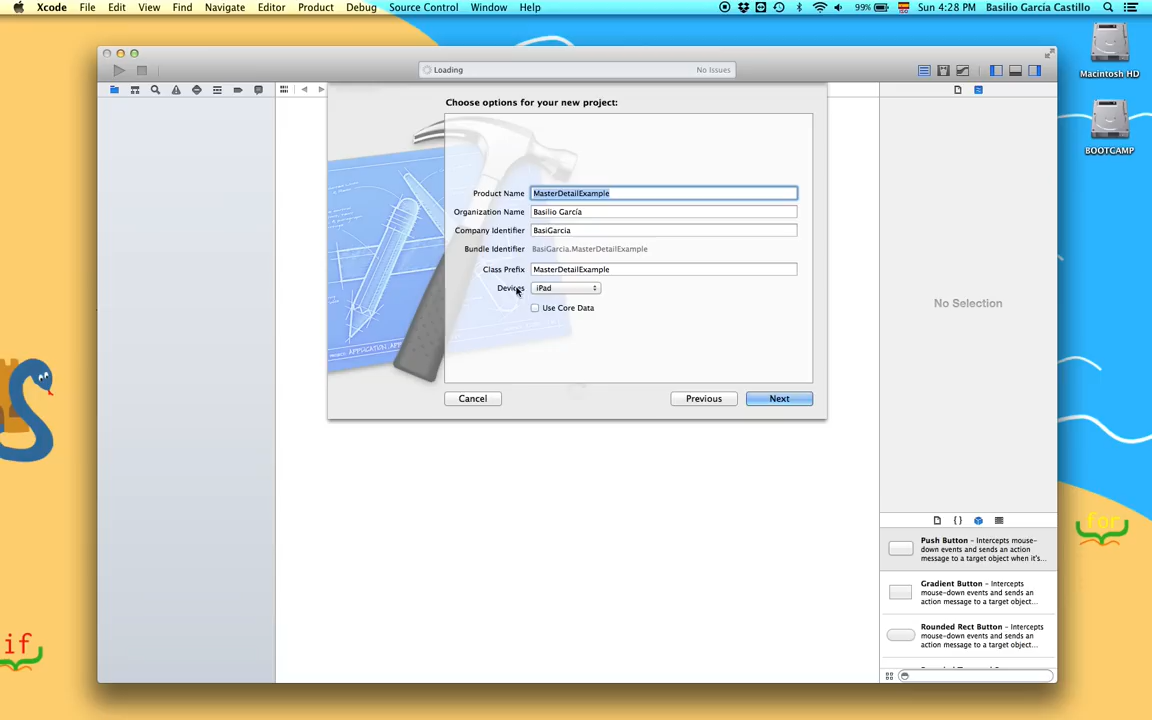 Xcode File Edit View Find Navigate Editor Product Debug Source Control Window Help 99% Sun 4:28 PM Basilio García Castillo
Loading No Issues
Macintosh HD
BOOTCAMP
Choose options for your new project:
Product Name MasterDetailExample
Organization Name Basilio García
Company Identifier BasiGarcia
Bundle Identifier BasiGarcia.MasterDetailExample
Class Prefix MasterDetailExample
Devices iPad
Use Core Data
PROJECT APPLICATION.APP
Cancel Previous Next
No Selection
{ }
Push Button – Intercepts mouse-
down events and sends an action
message to a target object when it's...
Gradient Button – Intercepts
mouse-down events and sends an
action message to a target object...
Rounded Rect Button – Intercepts
mouse-down events and sends an
action message to a target object...
for
if